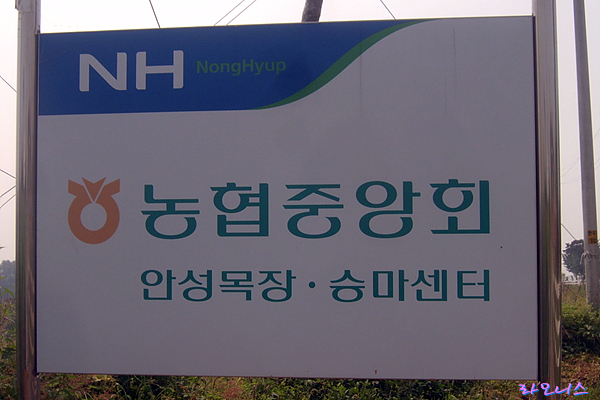 NH NongHyup
농협중앙회
안성목장·승마센터
라오니스